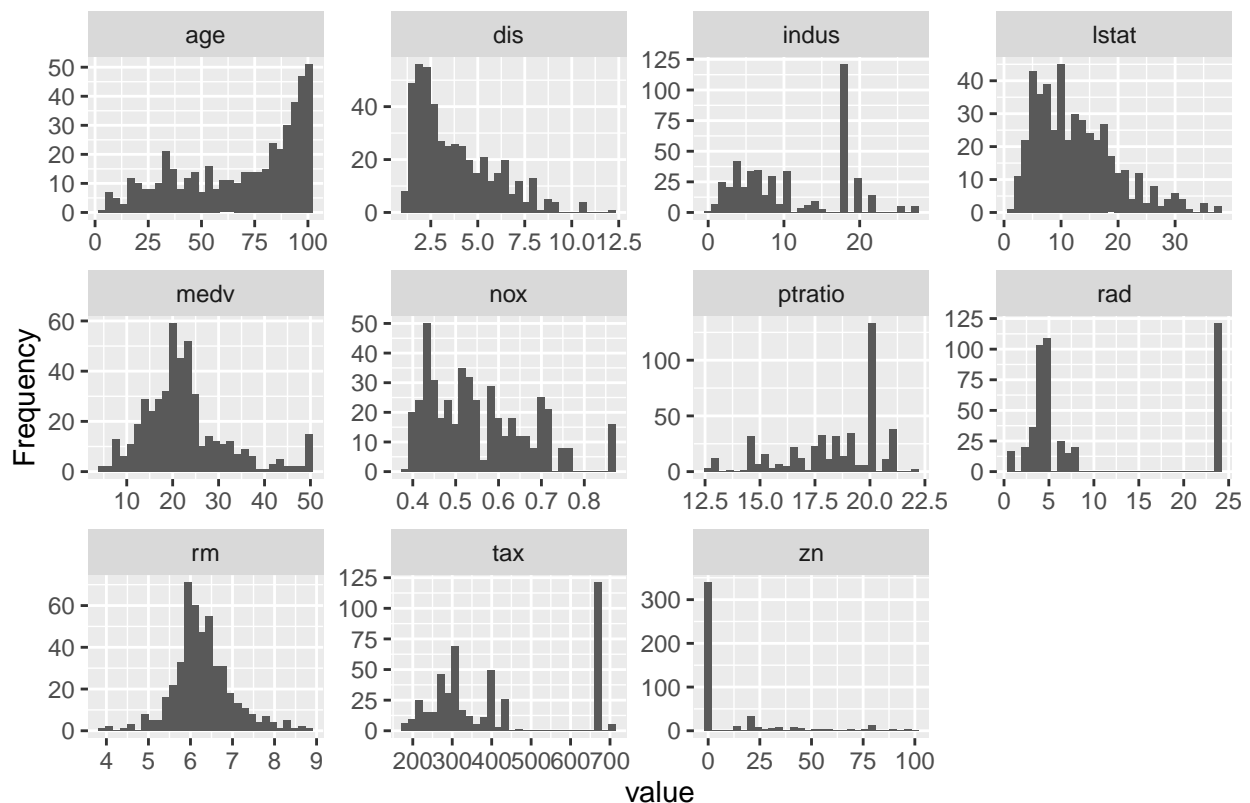 age dis indus lstat
50 40 30 20 10 0
0 25 50 75 100
40 20 0
2.5 5.0 7.5 10.0 12.5
125 100 75 50 25 0
0 10 20
40 30 20 10 0
0 10 20 30
medv nox ptratio rad
60 40 20 0
10 20 30 40 50
50 40 30 20 10 0
0.4 0.5 0.6 0.7 0.8
100 50 0
12.5 15.0 17.5 20.0 22.5
125 100 75 50 25 0
0 5 10 15 20 25
rm tax zn
60 40 20 0
4 5 6 7 8 9
125 100 75 50 25 0
200 300 400 500 600 700
300 200 100 0
0 25 50 75 100
Frequency
value